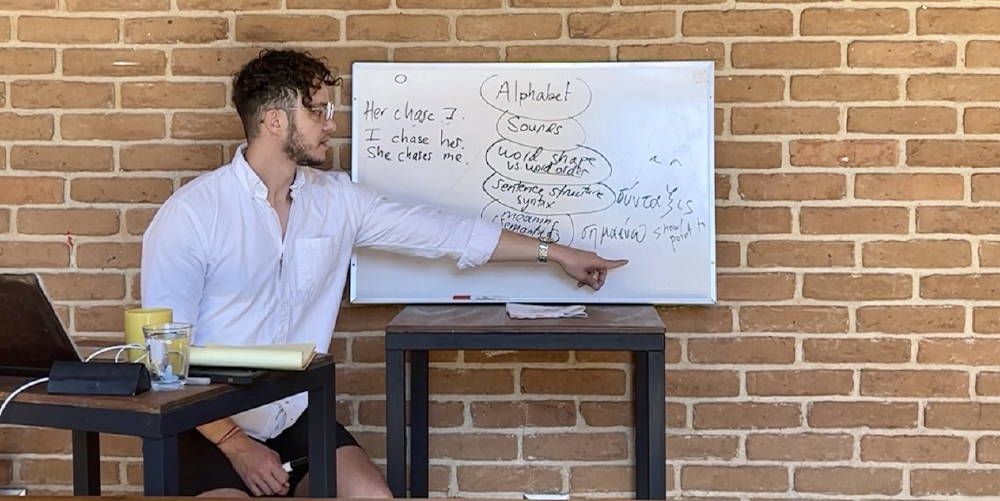 Her chase I.
I chase her.
She chases me.
Alphabet
Sounds
word shape
vs word order
sentence structure
syntax
σύνταξις
meaning
semantics
σημαίνω
show
point to